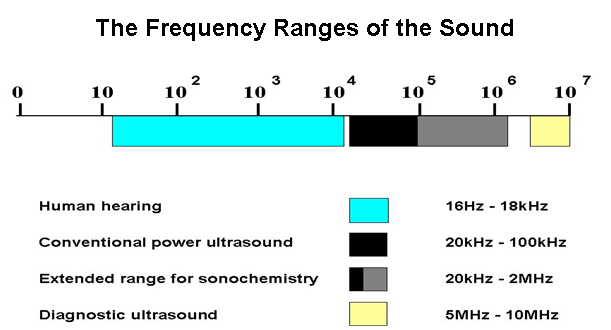 The Frequency Ranges of the Sound
0 10 10 2 10 3 10 4 10 5 10 6 10 7
Human hearing 16Hz - 18kHz
Conventional power ultrasound 20kHz - 100kHz
Extended range for sonochemistry 20kHz - 2MHz
Diagnostic ultrasound 5MHz - 10MHz